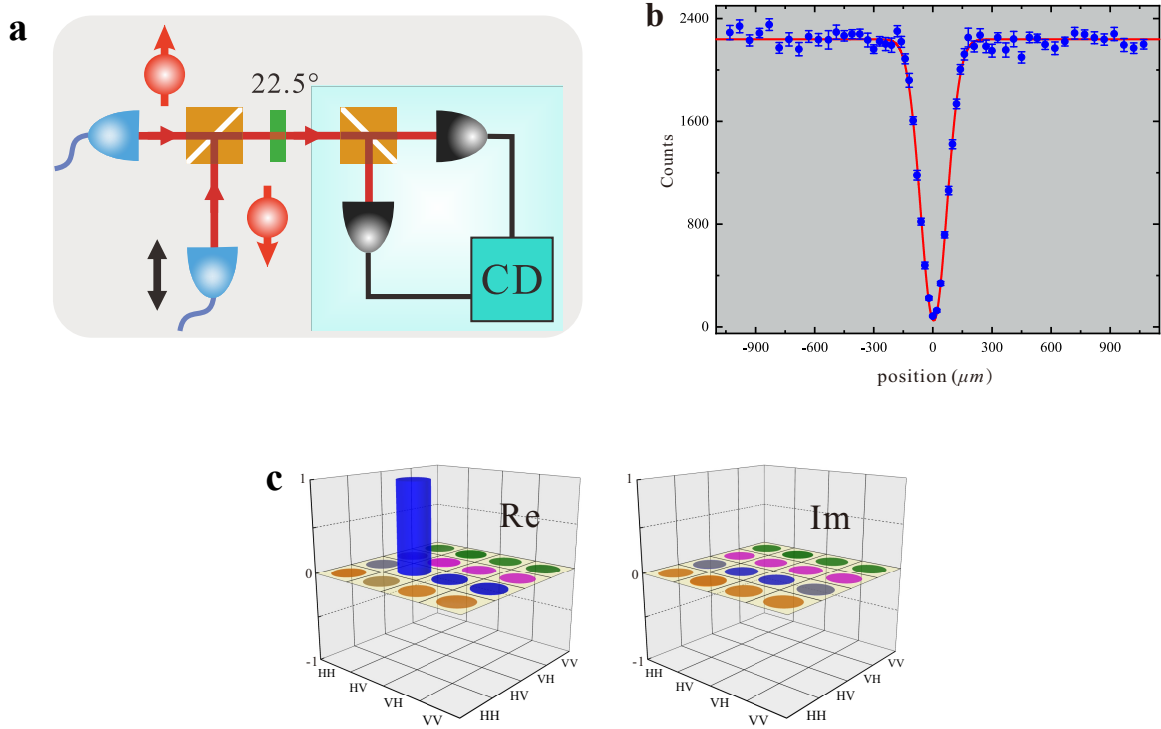 a
22.5°
CD
b
Counts
2400
1600
800
0
-900
-600
-300
0
300
600
900
position (μm)
c
Re
1
0
-1
HH
HV
VH
VV
HH
HV
VH
VV
Im
1
0
-1
HH
HV
VH
VV
HH
HV
VH
VV